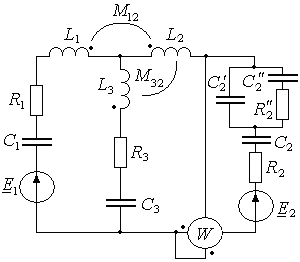 M₁₂
L₁ L₂
M₃₂
L₃
C₂′ C₂″
R₁ R₂″
C₁ R₃ C₂
R₂
E₁ C₃ E₂
W